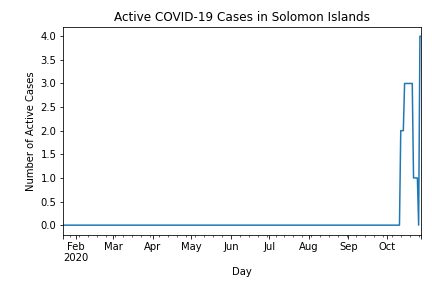 Active COVID-19 Cases in Solomon Islands
Number of Active Cases
4.0
3.5
3.0
2.5
2.0
1.5
1.0
0.5
0.0
Feb Mar Apr May Jun Jul Aug Sep Oct
2020
Day